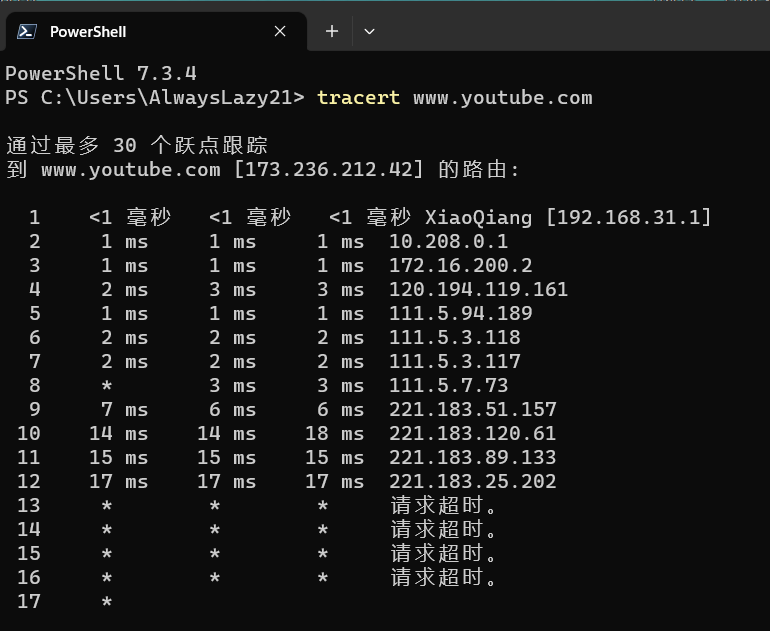 PowerShell
PowerShell 7.3.4
PS C:\Users\AlwaysLazy21> tracert www.youtube.com
通过最多 30 个跃点跟踪
到 www.youtube.com [173.236.212.42] 的路由:
1 <1 毫秒 <1 毫秒 <1 毫秒 XiaoQiang [192.168.31.1]
2 1 ms 1 ms 1 ms 10.208.0.1
3 1 ms 1 ms 1 ms 172.16.200.2
4 2 ms 3 ms 3 ms 120.194.119.161
5 1 ms 1 ms 1 ms 111.5.94.189
6 2 ms 2 ms 2 ms 111.5.3.118
7 2 ms 2 ms 2 ms 111.5.3.117
8 * 3 ms 3 ms 111.5.7.73
9 7 ms 6 ms 6 ms 221.183.51.157
10 14 ms 14 ms 18 ms 221.183.120.61
11 15 ms 15 ms 15 ms 221.183.89.133
12 17 ms 17 ms 17 ms 221.183.25.202
13 * * * 请求超时。
14 * * * 请求超时。
15 * * * 请求超时。
16 * * * 请求超时。
17 *